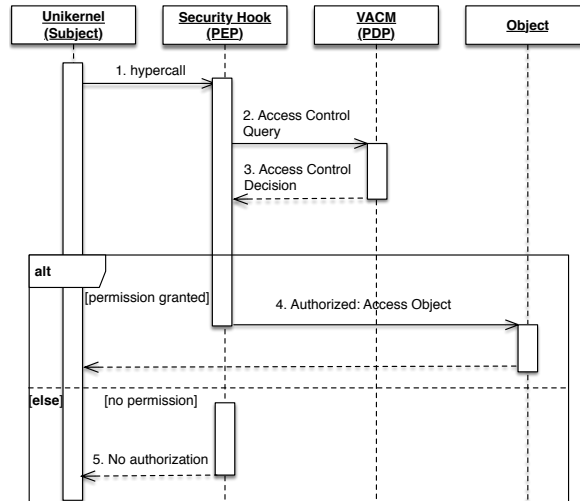 Unikernel
(Subject)
Security Hook
(PEP)
VACM
(PDP)
Object
1. hypercall
2. Access Control
Query
3. Access Control
Decision
alt
[permission granted]
4. Authorized: Access Object
[else]
[no permission]
5. No authorization